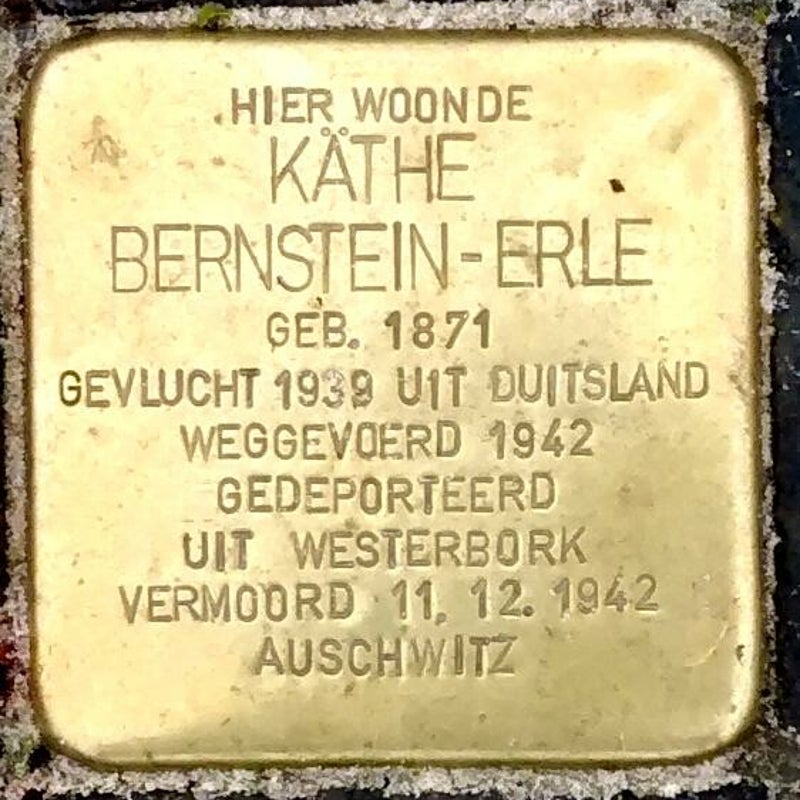 HIER WOONDE
KÄTHE
BERNSTEIN-ERLE
GEB. 1871
GEVLUCHT 1939 UIT DUITSLAND
WEGGEVOERD 1942
GEDEPORTEERD
UIT WESTERBORK
VERMOORD 11. 12. 1942
AUSCHWITZ